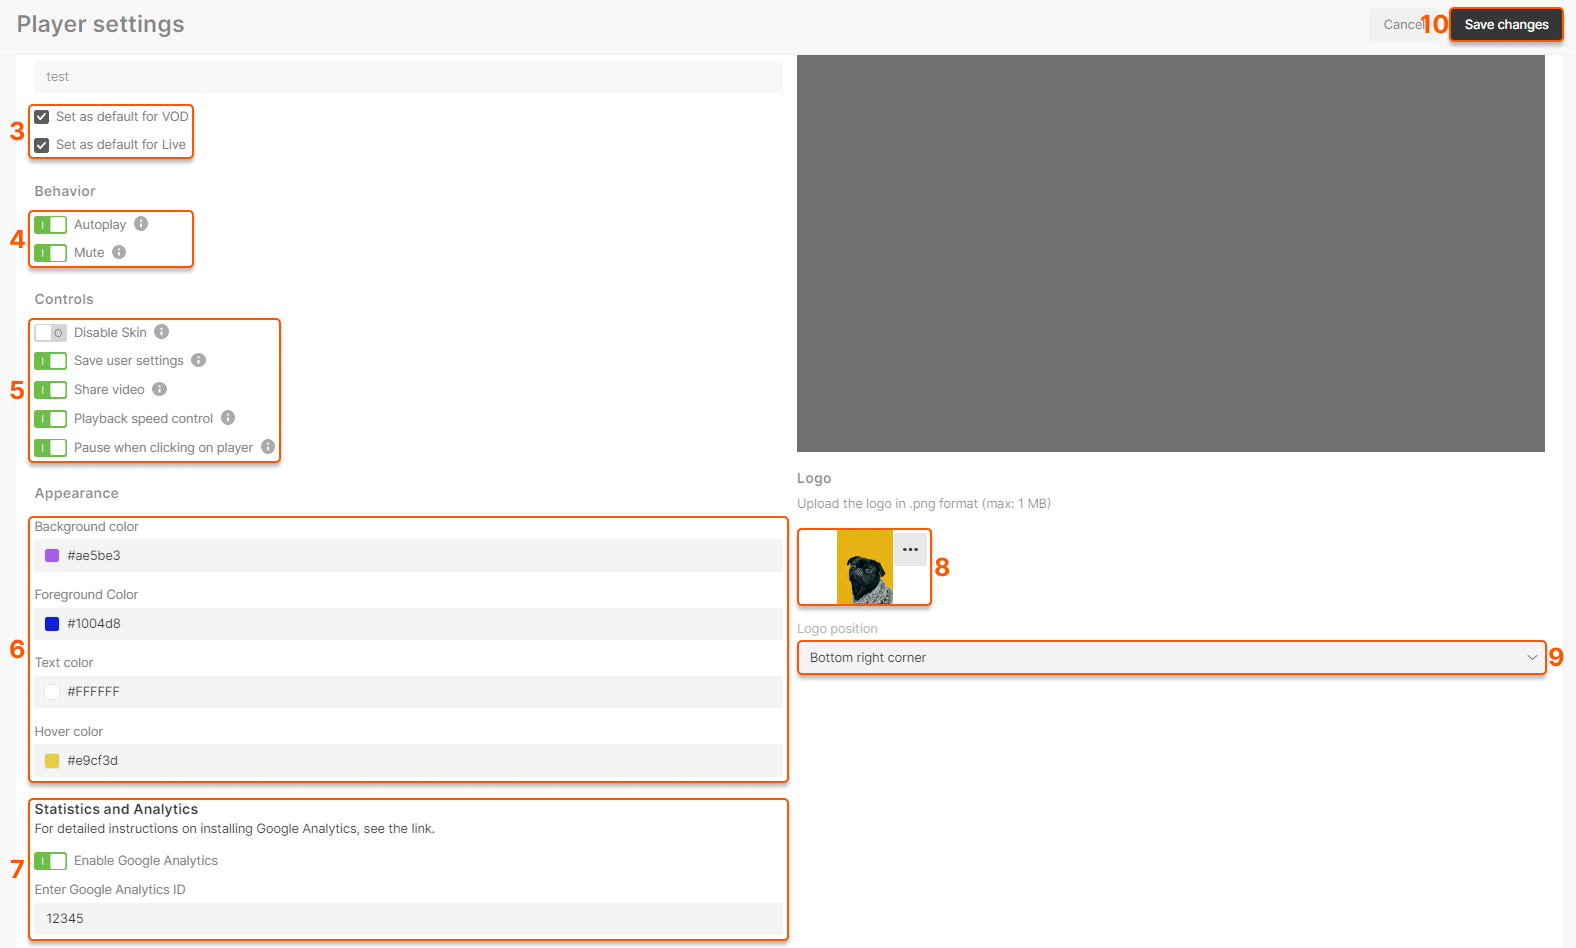 Player settings
Cancel
10
Save changes
test
3
Set as default for VOD
Set as default for Live
Behavior
4
Autoplay
Mute
Controls
5
Disable Skin
Save user settings
Share video
Playback speed control
Pause when clicking on player
Appearance
6
Background color
#ae5be3
Foreground Color
#1004d8
Text color
#FFFFFF
Hover color
#e9cf3d
7
Statistics and Analytics
For detailed instructions on installing Google Analytics, see the link.
Enable Google Analytics
Enter Google Analytics ID
12345
Logo
Upload the logo in .png format (max: 1 MB)
8
Logo position
Bottom right corner
9